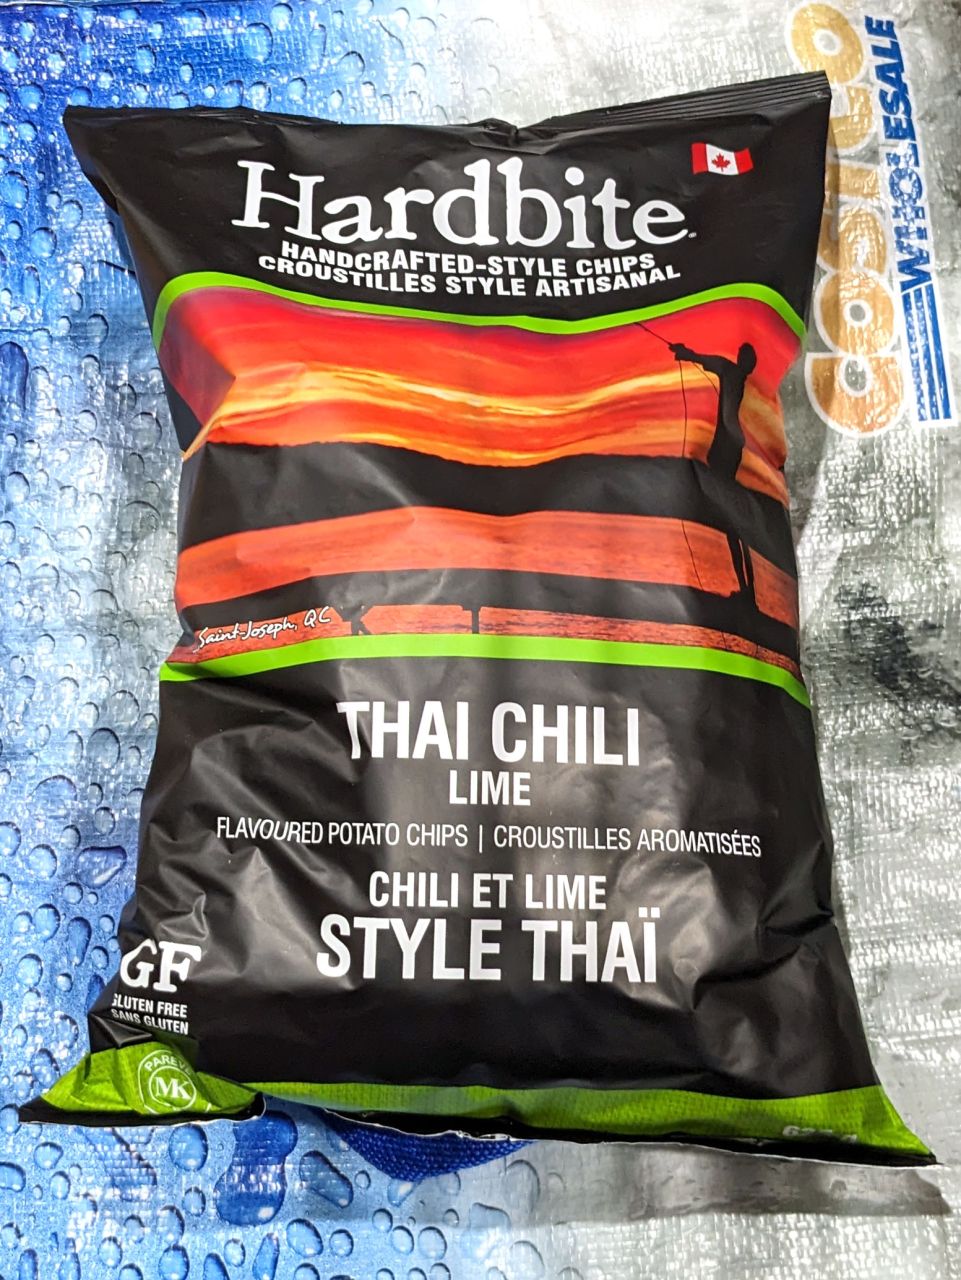 COSTCO
WHOLESALE
Hardbite
HANDCRAFTED-STYLE CHIPS
CROUSTILLES STYLE ARTISANAL
Saint-Joseph, QC
THAI CHILI
LIME
FLAVOURED POTATO CHIPS | CROUSTILLES AROMATISÉES
CHILI ET LIME
STYLE THAÏ
GF
GLUTEN FREE
SANS GLUTEN
PAREVE
MK